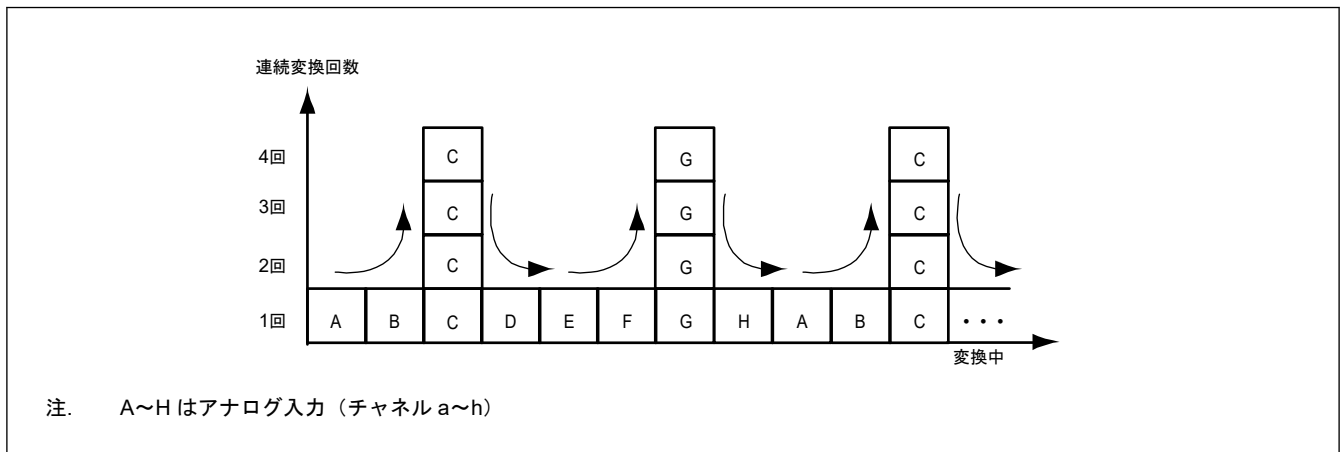 連続変換回数
4回 C G C
3回 C G C
2回 C G C
1回 A B C D E F G H A B C ・・・
変換中
注. A~H はアナログ入力（チャネル a~h）